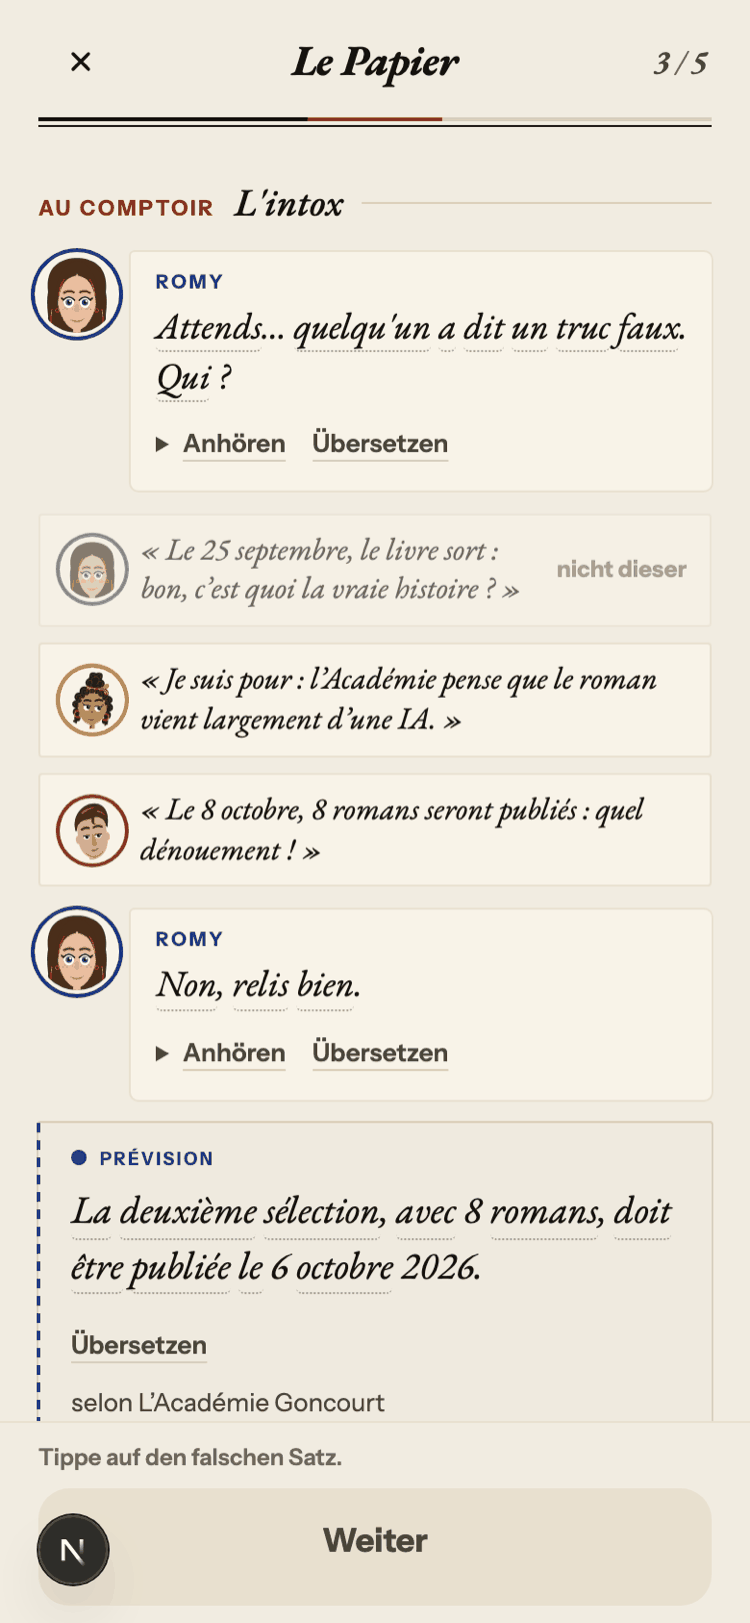 Le Papier
3 / 5
AU COMPTOIR L'intox
ROMY
Attends... quelqu'un a dit un truc faux.
Qui ?
Anhören Übersetzen
« Le 25 septembre, le livre sort :
bon, c’est quoi la vraie histoire ? »
nicht dieser
« Je suis pour : l’Académie pense que le roman
vient largement d’une IA. »
« Le 8 octobre, 8 romans seront publiés : quel
dénouement ! »
ROMY
Non, relis bien.
Anhören Übersetzen
PRÉVISION
La deuxième sélection, avec 8 romans, doit
être publiée le 6 octobre 2026.
Übersetzen
selon L’Académie Goncourt
Tippe auf den falschen Satz.
Weiter
N